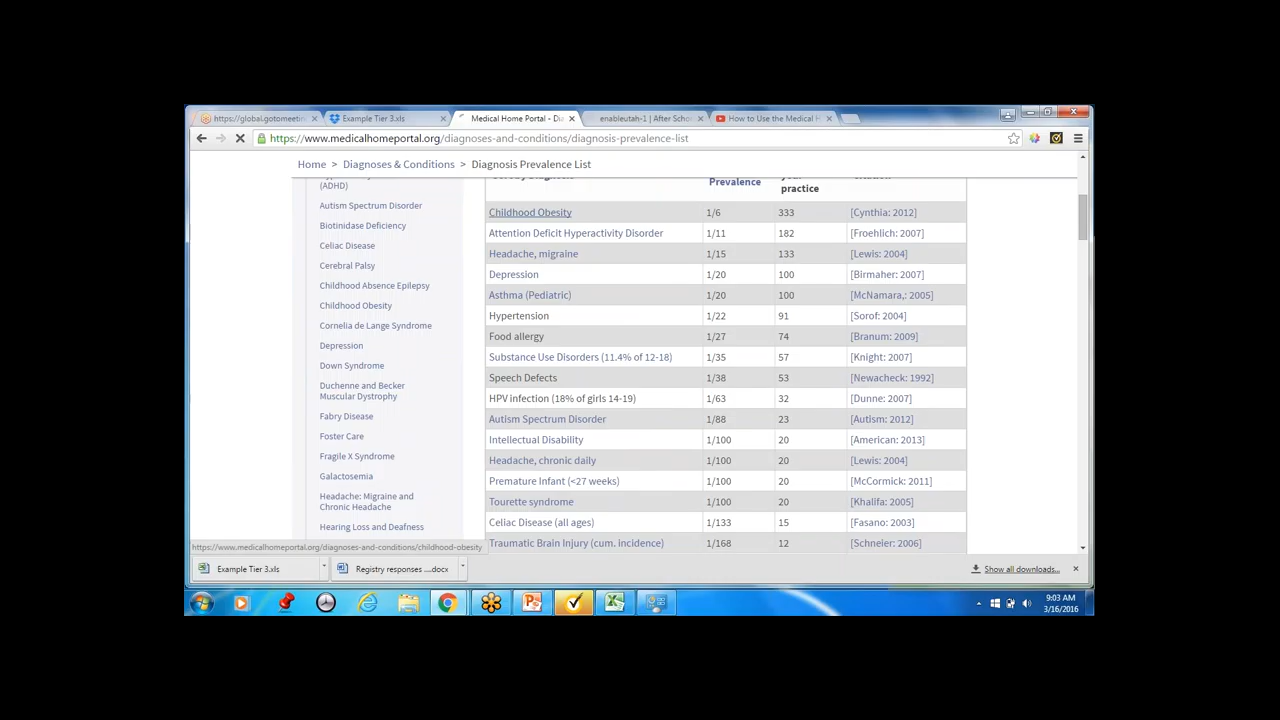 https://global.gotomeetin
Example Tier 3.xls
Medical Home Portal - Dia
enableutah-1 | After Scho
How to Use the Medical H
https://www.medicalhomeportal.org/diagnoses-and-conditions/diagnosis-prevalence-list
Home > Diagnoses & Conditions > Diagnosis Prevalence List
(ADHD)
Autism Spectrum Disorder
Biotinidase Deficiency
Celiac Disease
Cerebral Palsy
Childhood Absence Epilepsy
Childhood Obesity
Cornelia de Lange Syndrome
Depression
Down Syndrome
Duchenne and Becker
Muscular Dystrophy
Fabry Disease
Foster Care
Fragile X Syndrome
Galactosemia
Headache: Migraine and
Chronic Headache
Hearing Loss and Deafness
Prevalence
practice
Childhood Obesity 1/6 333 [Cynthia: 2012]
Attention Deficit Hyperactivity Disorder 1/11 182 [Froehlich: 2007]
Headache, migraine 1/15 133 [Lewis: 2004]
Depression 1/20 100 [Birmaher: 2007]
Asthma (Pediatric) 1/20 100 [McNamara,: 2005]
Hypertension 1/22 91 [Sorof: 2004]
Food allergy 1/27 74 [Branum: 2009]
Substance Use Disorders (11.4% of 12-18) 1/35 57 [Knight: 2007]
Speech Defects 1/38 53 [Newacheck: 1992]
HPV infection (18% of girls 14-19) 1/63 32 [Dunne: 2007]
Autism Spectrum Disorder 1/88 23 [Autism: 2012]
Intellectual Disability 1/100 20 [American: 2013]
Headache, chronic daily 1/100 20 [Lewis: 2004]
Premature Infant (<27 weeks) 1/100 20 [McCormick: 2011]
Tourette syndrome 1/100 20 [Khalifa: 2005]
Celiac Disease (all ages) 1/133 15 [Fasano: 2003]
Traumatic Brain Injury (cum. incidence) 1/168 12 [Schneier: 2006]
https://www.medicalhomeportal.org/diagnoses-and-conditions/childhood-obesity
Example Tier 3.xls
Registry responses ....docx
Show all downloads...
9:03 AM
3/16/2016